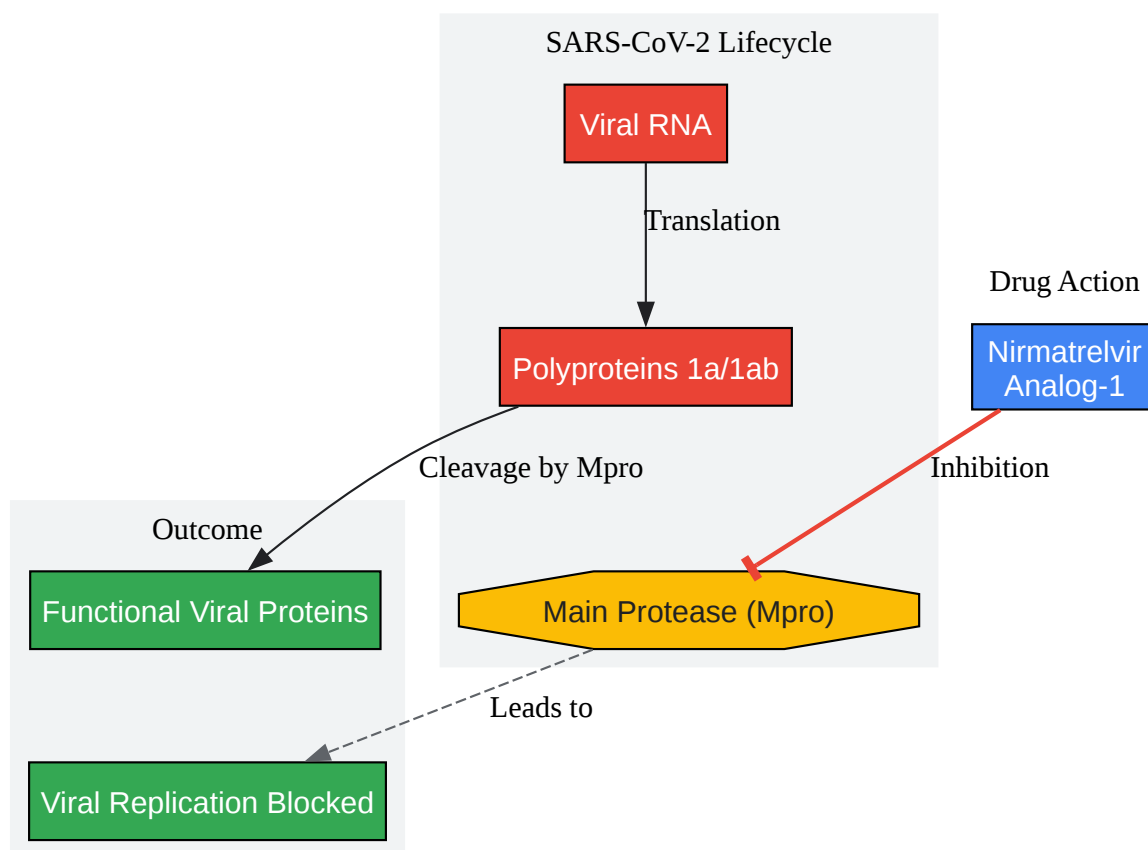 SARS-CoV-2 Lifecycle
Viral RNA
Translation
Drug Action
Nirmatrelvir
Analog-1
Polyproteins 1a/1ab
Cleavage by Mpro
Inhibition
Outcome
Functional Viral Proteins
Main Protease (Mpro)
Leads to
Viral Replication Blocked